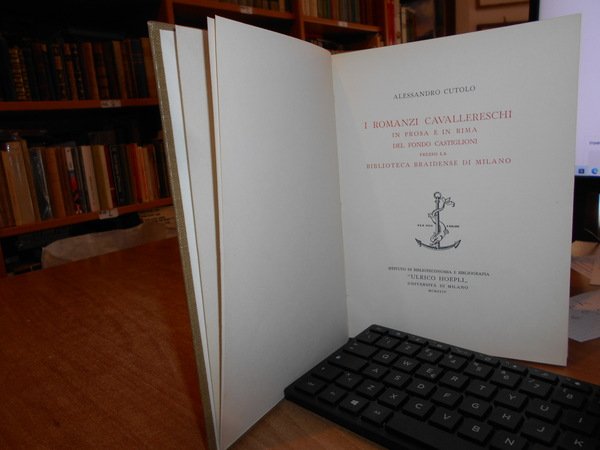 ALESSANDRO CUTOLO
I ROMANZI CAVALLERESCHI
IN PROSA E IN RIMA
DEL FONDO CASTIGLIONI
PRESSO LA
BIBLIOTECA BRAIDENSE DI MILANO
ISTITUTO DI BIBLIOTECONOMIA E BIBLIOGRAFIA
"ULRICO HOEPLI„
UNIVERSITÀ DI MILANO